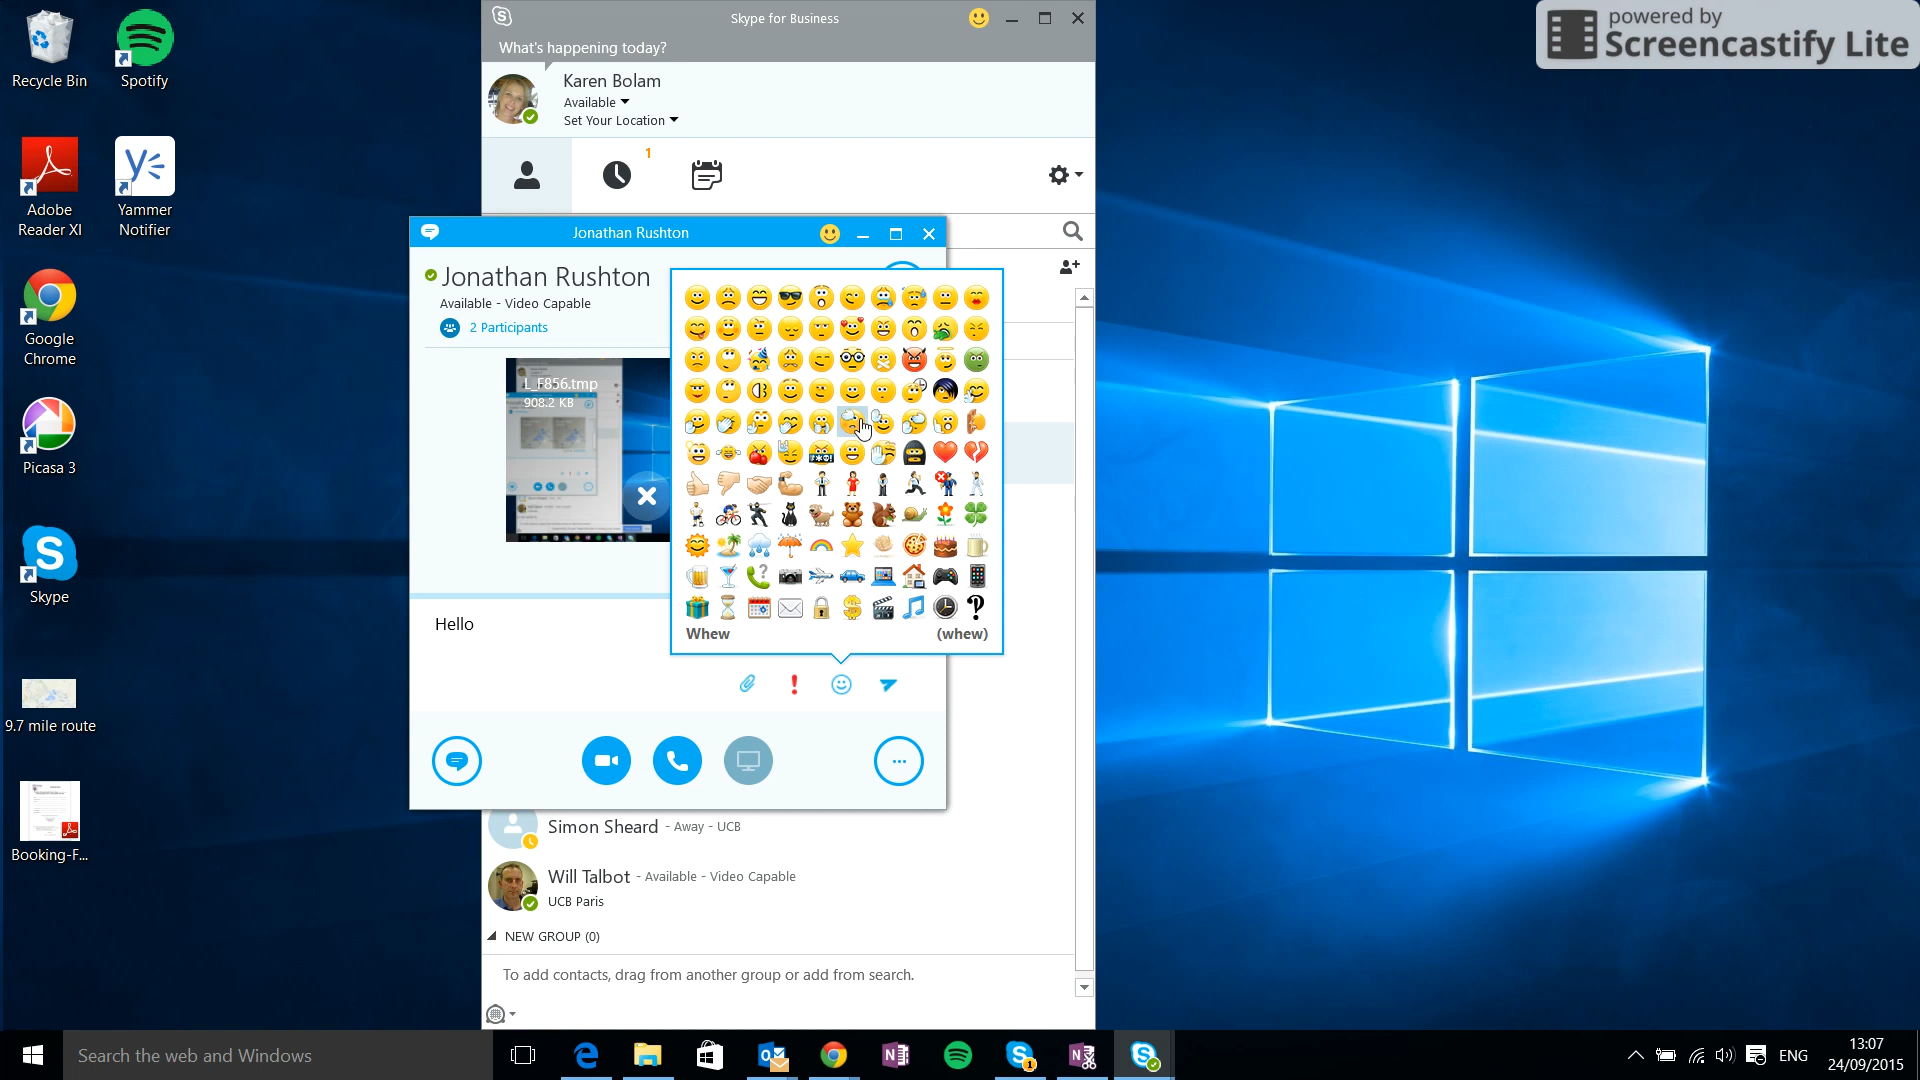 Recycle Bin
Spotify
Adobe
Reader XI
Yammer
Notifier
Google
Chrome
Picasa 3
Skype
9.7 mile route
Booking-F...
Skype for Business
What's happening today?
Karen Bolam
Available
Set Your Location
1
Jonathan Rushton
Jonathan Rushton
Available - Video Capable
2 Participants
L_F856.tmp
908.2 KB
Hello
Whew (whew)
Simon Sheard - Away - UCB
Will Talbot - Available - Video Capable
UCB Paris
NEW GROUP (0)
To add contacts, drag from another group or add from search.
powered by
Screencastify Lite
Search the web and Windows
ENG
13:07
24/09/2015